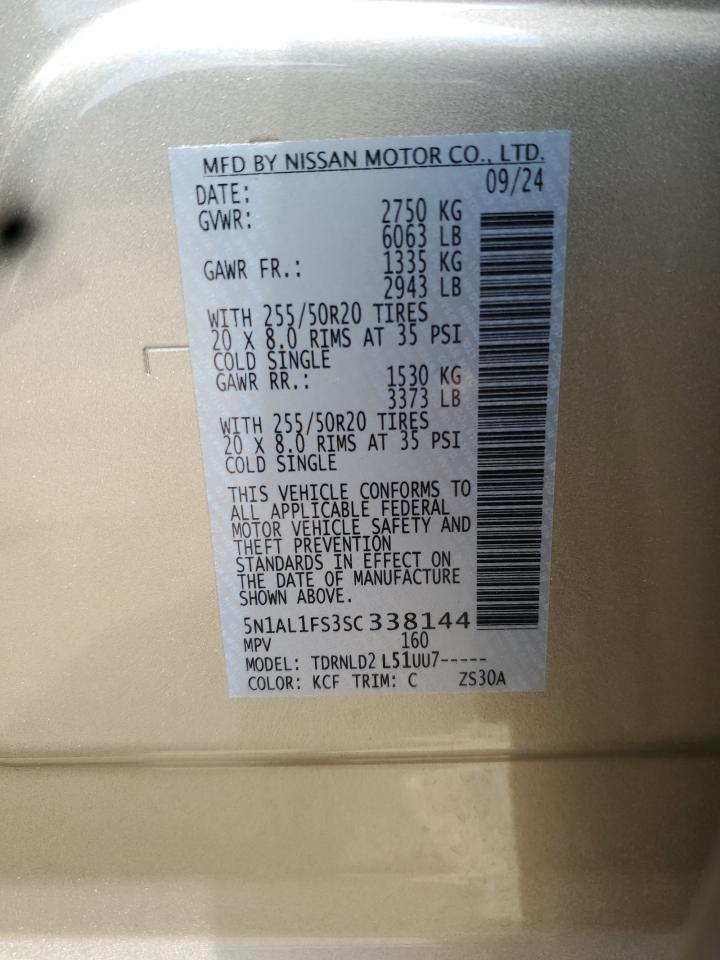 MFD BY NISSAN MOTOR CO., LTD.
DATE: 09/24
GVWR: 2750 KG
6063 LB
GAWR FR.: 1335 KG
2943 LB
WITH 255/50R20 TIRES
20 X 8.0 RIMS AT 35 PSI
COLD SINGLE
GAWR RR.: 1530 KG
3373 LB
WITH 255/50R20 TIRES
20 X 8.0 RIMS AT 35 PSI
COLD SINGLE
THIS VEHICLE CONFORMS TO
ALL APPLICABLE FEDERAL
MOTOR VEHICLE SAFETY AND
THEFT PREVENTION
STANDARDS IN EFFECT ON
THE DATE OF MANUFACTURE
SHOWN ABOVE.
5N1AL1FS3SC338144
MPV 160
MODEL: TDRNLD2 L51UU7-----
COLOR: KCF TRIM: C ZS30A